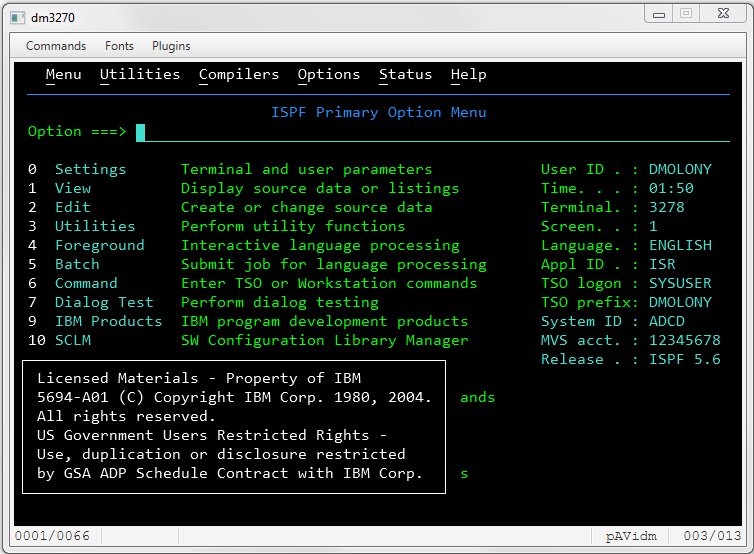 dm3270
Commands Fonts Plugins
Menu Utilities Compilers Options Status Help
ISPF Primary Option Menu
Option ===>
0 Settings Terminal and user parameters User ID . : DMOLONY
1 View Display source data or listings Time. . . : 01:50
2 Edit Create or change source data Terminal. : 3278
3 Utilities Perform utility functions Screen. . : 1
4 Foreground Interactive language processing Language. : ENGLISH
5 Batch Submit job for language processing Appl ID . : ISR
6 Command Enter TSO or Workstation commands TSO logon : SYSUSER
7 Dialog Test Perform dialog testing TSO prefix: DMOLONY
9 IBM Products IBM program development products System ID : ADCD
10 SCLM SW Configuration Library Manager MVS acct. : 12345678
Release . : ISPF 5.6
Licensed Materials - Property of IBM
5694-A01 (C) Copyright IBM Corp. 1980, 2004. ands
All rights reserved.
US Government Users Restricted Rights -
Use, duplication or disclosure restricted
by GSA ADP Schedule Contract with IBM Corp. s
0001/0066 pAVidm 003/013